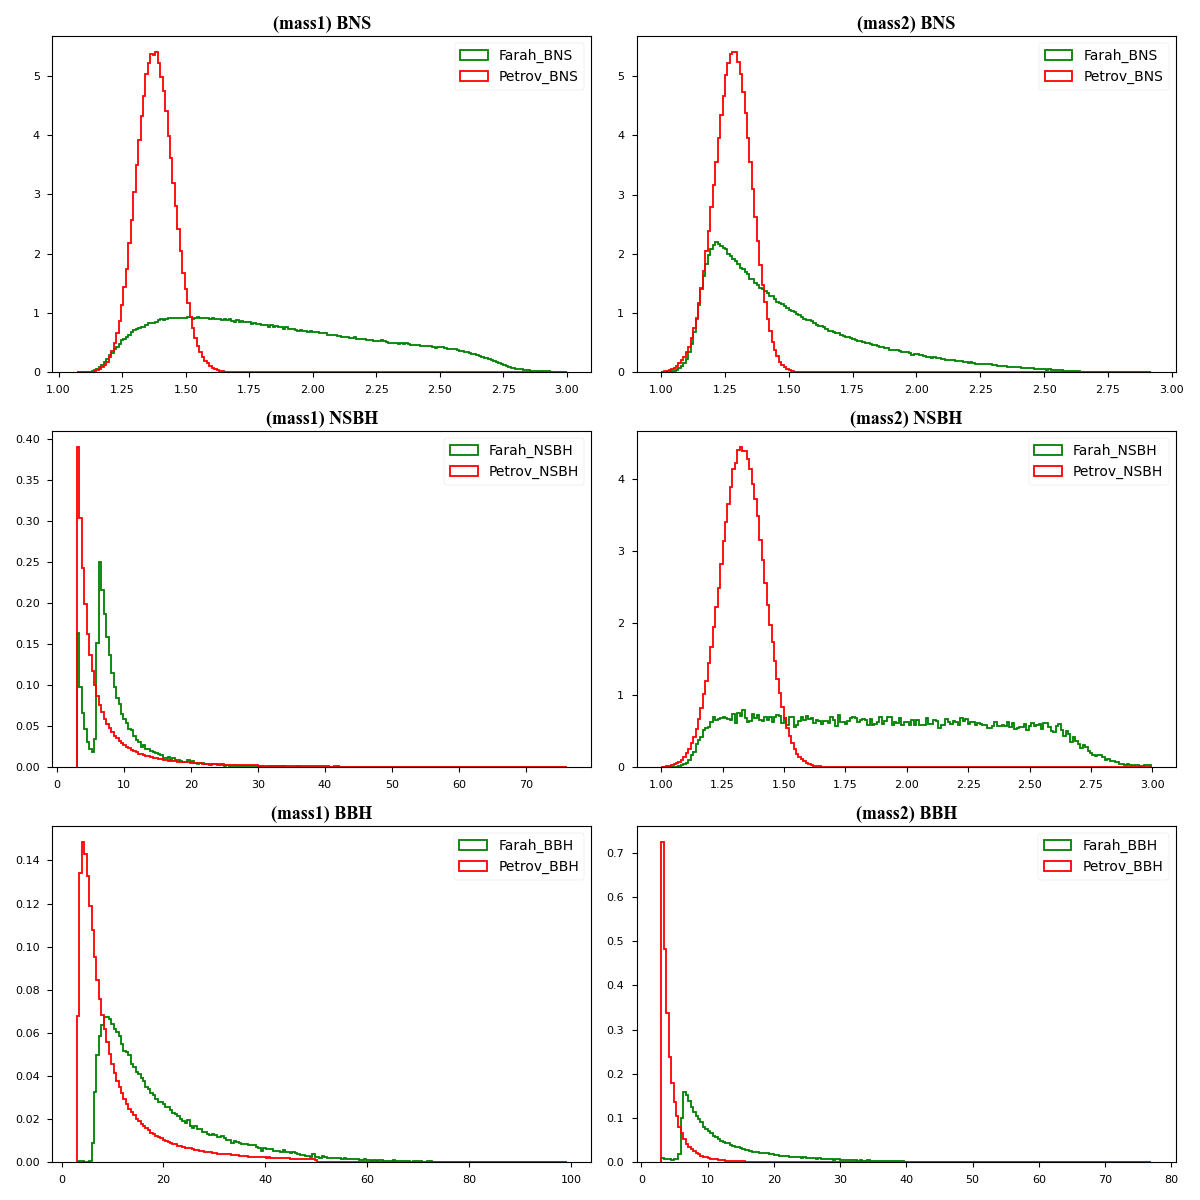 (mass1) BNS
Farah_BNS
Petrov_BNS
5
4
3
2
1
0
1.00 1.25 1.50 1.75 2.00 2.25 2.50 2.75 3.00
(mass2) BNS
Farah_BNS
Petrov_BNS
5
4
3
2
1
0
1.00 1.25 1.50 1.75 2.00 2.25 2.50 2.75 3.00
(mass1) NSBH
Farah_NSBH
Petrov_NSBH
0.40
0.35
0.30
0.25
0.20
0.15
0.10
0.05
0.00
0 10 20 30 40 50 60 70
(mass2) NSBH
Farah_NSBH
Petrov_NSBH
4
3
2
1
0
1.00 1.25 1.50 1.75 2.00 2.25 2.50 2.75 3.00
(mass1) BBH
Farah_BBH
Petrov_BBH
0.14
0.12
0.10
0.08
0.06
0.04
0.02
0.00
0 20 40 60 80 100
(mass2) BBH
Farah_BBH
Petrov_BBH
0.7
0.6
0.5
0.4
0.3
0.2
0.1
0.0
0 10 20 30 40 50 60 70 80